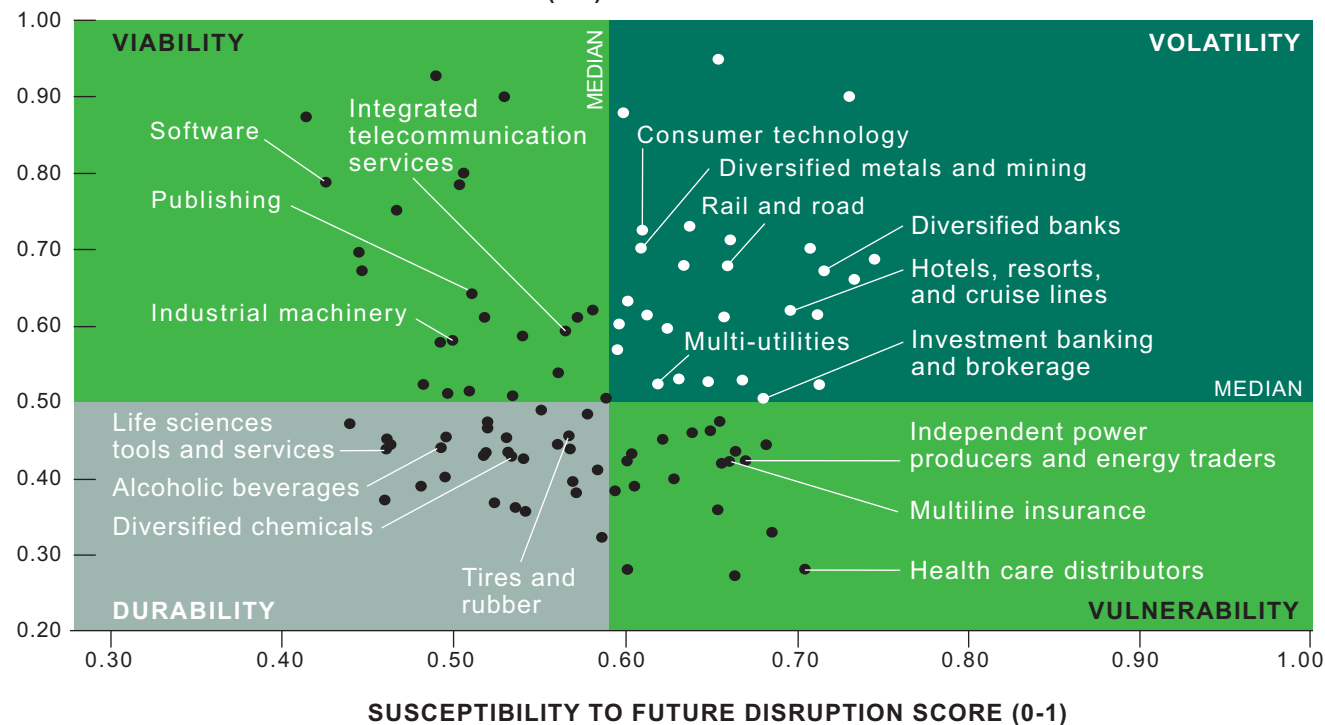 1.00
0.90
0.80
0.70
0.60
0.50
0.40
0.30
0.20
VIABILITY
MEDIAN
VOLATILITY
Software
Integrated
telecommunication
services
Publishing
Industrial machinery
Consumer technology
Diversified metals and mining
Rail and road
Diversified banks
Hotels, resorts,
and cruise lines
Multi-utilities
Investment banking
and brokerage
MEDIAN
Life sciences
tools and services
Alcoholic beverages
Diversified chemicals
Tires and
rubber
DURABILITY
Independent power
producers and energy traders
Multiline insurance
Health care distributors
VULNERABILITY
0.30
0.40
0.50
0.60
0.70
0.80
0.90
1.00
SUSCEPTIBILITY TO FUTURE DISRUPTION SCORE (0-1)